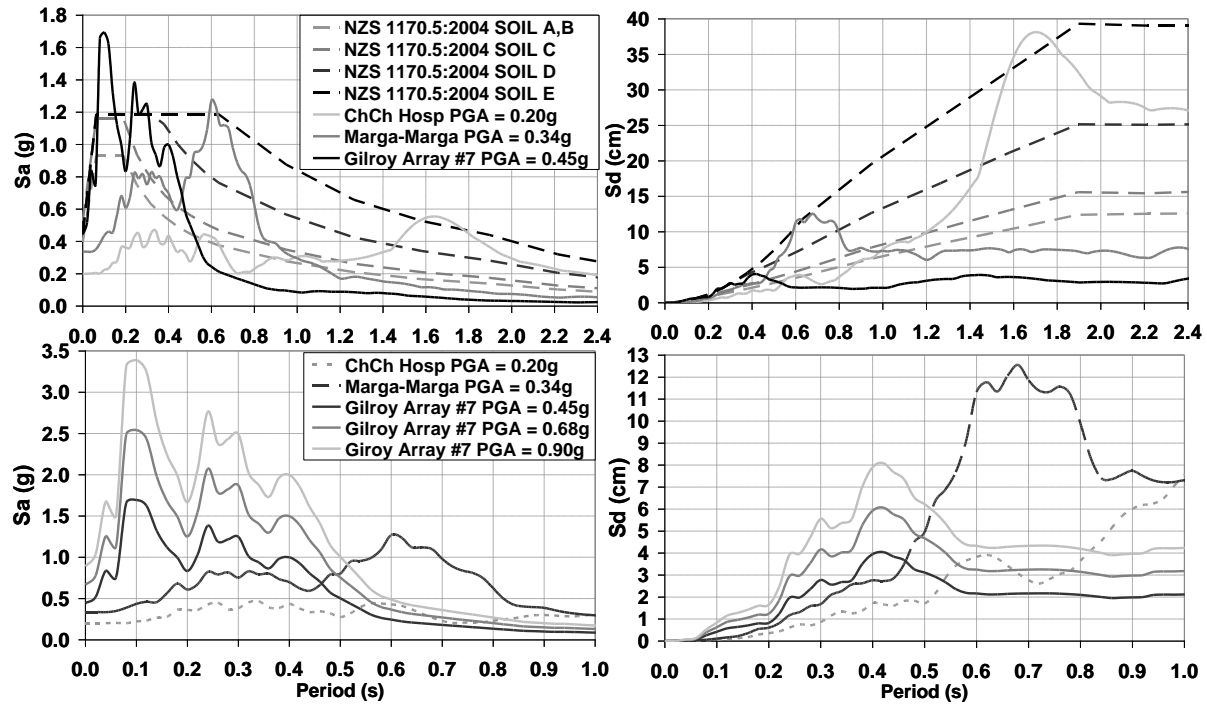 1.8
1.6
1.4
1.2
1.0
0.8
0.6
0.4
0.2
0.0
Sa (g)
NZS 1170.5:2004 SOIL A,B
NZS 1170.5:2004 SOIL C
NZS 1170.5:2004 SOIL D
NZS 1170.5:2004 SOIL E
ChCh Hosp PGA = 0.20g
Marga-Marga PGA = 0.34g
Gilroy Array #7 PGA = 0.45g
0.0 0.2 0.4 0.6 0.8 1.0 1.2 1.4 1.6 1.8 2.0 2.2 2.4
40
35
30
25
20
15
10
5
0
Sd (cm)
0.0 0.2 0.4 0.6 0.8 1.0 1.2 1.4 1.6 1.8 2.0 2.2 2.4
3.5
3.0
2.5
2.0
1.5
1.0
0.5
0.0
Sa (g)
ChCh Hosp PGA = 0.20g
Marga-Marga PGA = 0.34g
Gilroy Array #7 PGA = 0.45g
Gilroy Array #7 PGA = 0.68g
Giroy Array #7 PGA = 0.90g
0.0 0.1 0.2 0.3 0.4 0.5 0.6 0.7 0.8 0.9 1.0
Period (s)
13
12
11
10
9
8
7
6
5
4
3
2
1
0
Sd (cm)
0.0 0.1 0.2 0.3 0.4 0.5 0.6 0.7 0.8 0.9 1.0
Period (s)